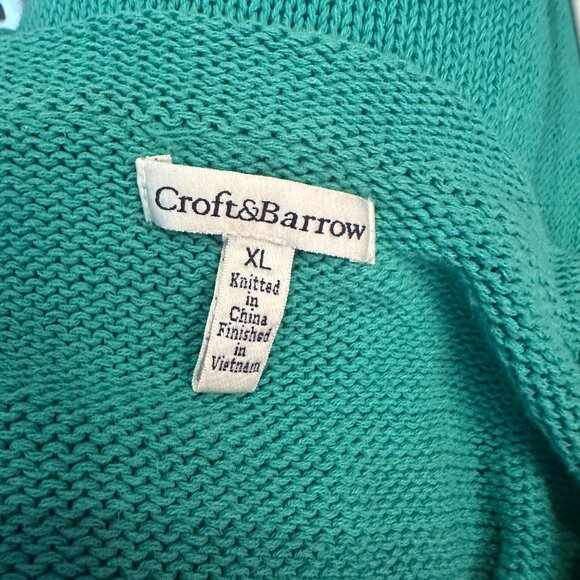 Croft&Barrow
XL
Knitted
in
China
Finished
in
Vietnam